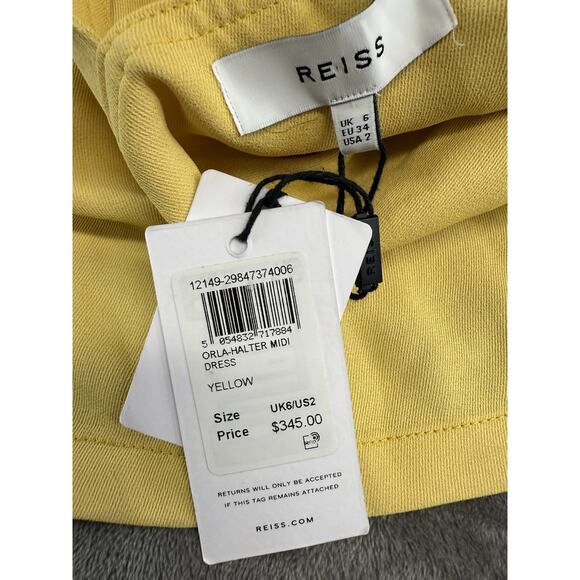 REISS
UK 6
EU 34
USA 2
REISS
12149-29847374006
5 054832 717884
ORLA-HALTER MIDI
DRESS
YELLOW
Size UK6/US2
Price $345.00
RETURNS WILL ONLY BE ACCEPTED
IF THIS TAG REMAINS ATTACHED
REISS.COM